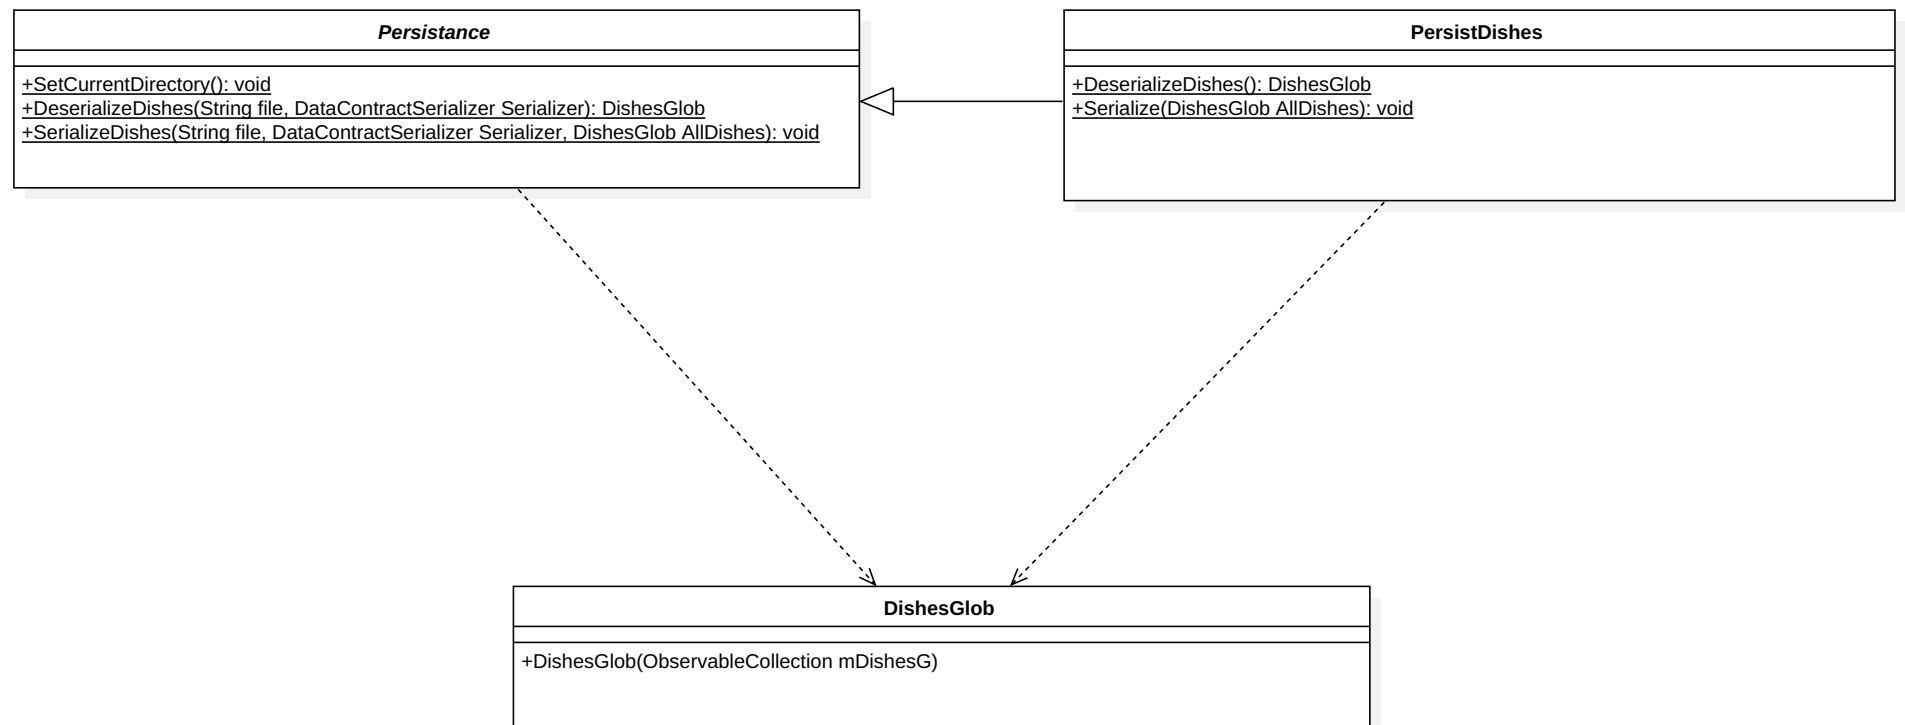 Persistance
+SetCurrentDirectory(): void
+DeserializeDishes(String file, DataContractSerializer Serializer): DishesGlob
+SerializeDishes(String file, DataContractSerializer Serializer, DishesGlob AllDishes): void
PersistDishes
+DeserializeDishes(): DishesGlob
+Serialize(DishesGlob AllDishes): void
DishesGlob
+DishesGlob(ObservableCollection mDishesG)